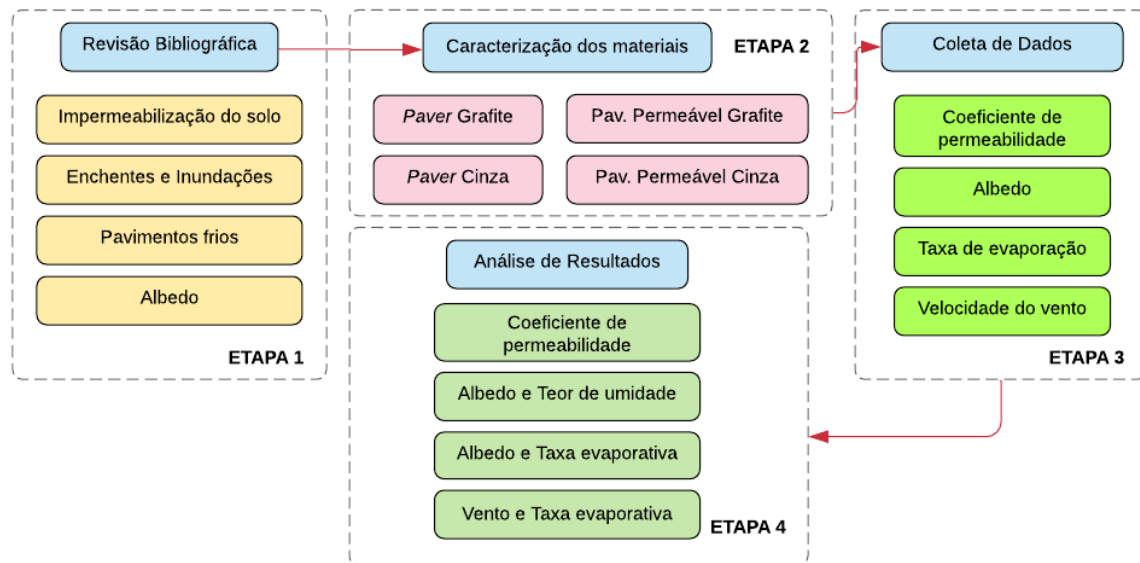 Revisão Bibliográfica
Impermeabilização do solo
Enchentes e Inundações
Pavimentos frios
Albedo
ETAPA 1
Caracterização dos materiais
ETAPA 2
Paver Grafite
Pav. Permeável Grafite
Paver Cinza
Pav. Permeável Cinza
Coleta de Dados
Coeficiente de
permeabilidade
Albedo
Taxa de evaporação
Velocidade do vento
ETAPA 3
Análise de Resultados
Coeficiente de
permeabilidade
Albedo e Teor de umidade
Albedo e Taxa evaporativa
Vento e Taxa evaporativa
ETAPA 4